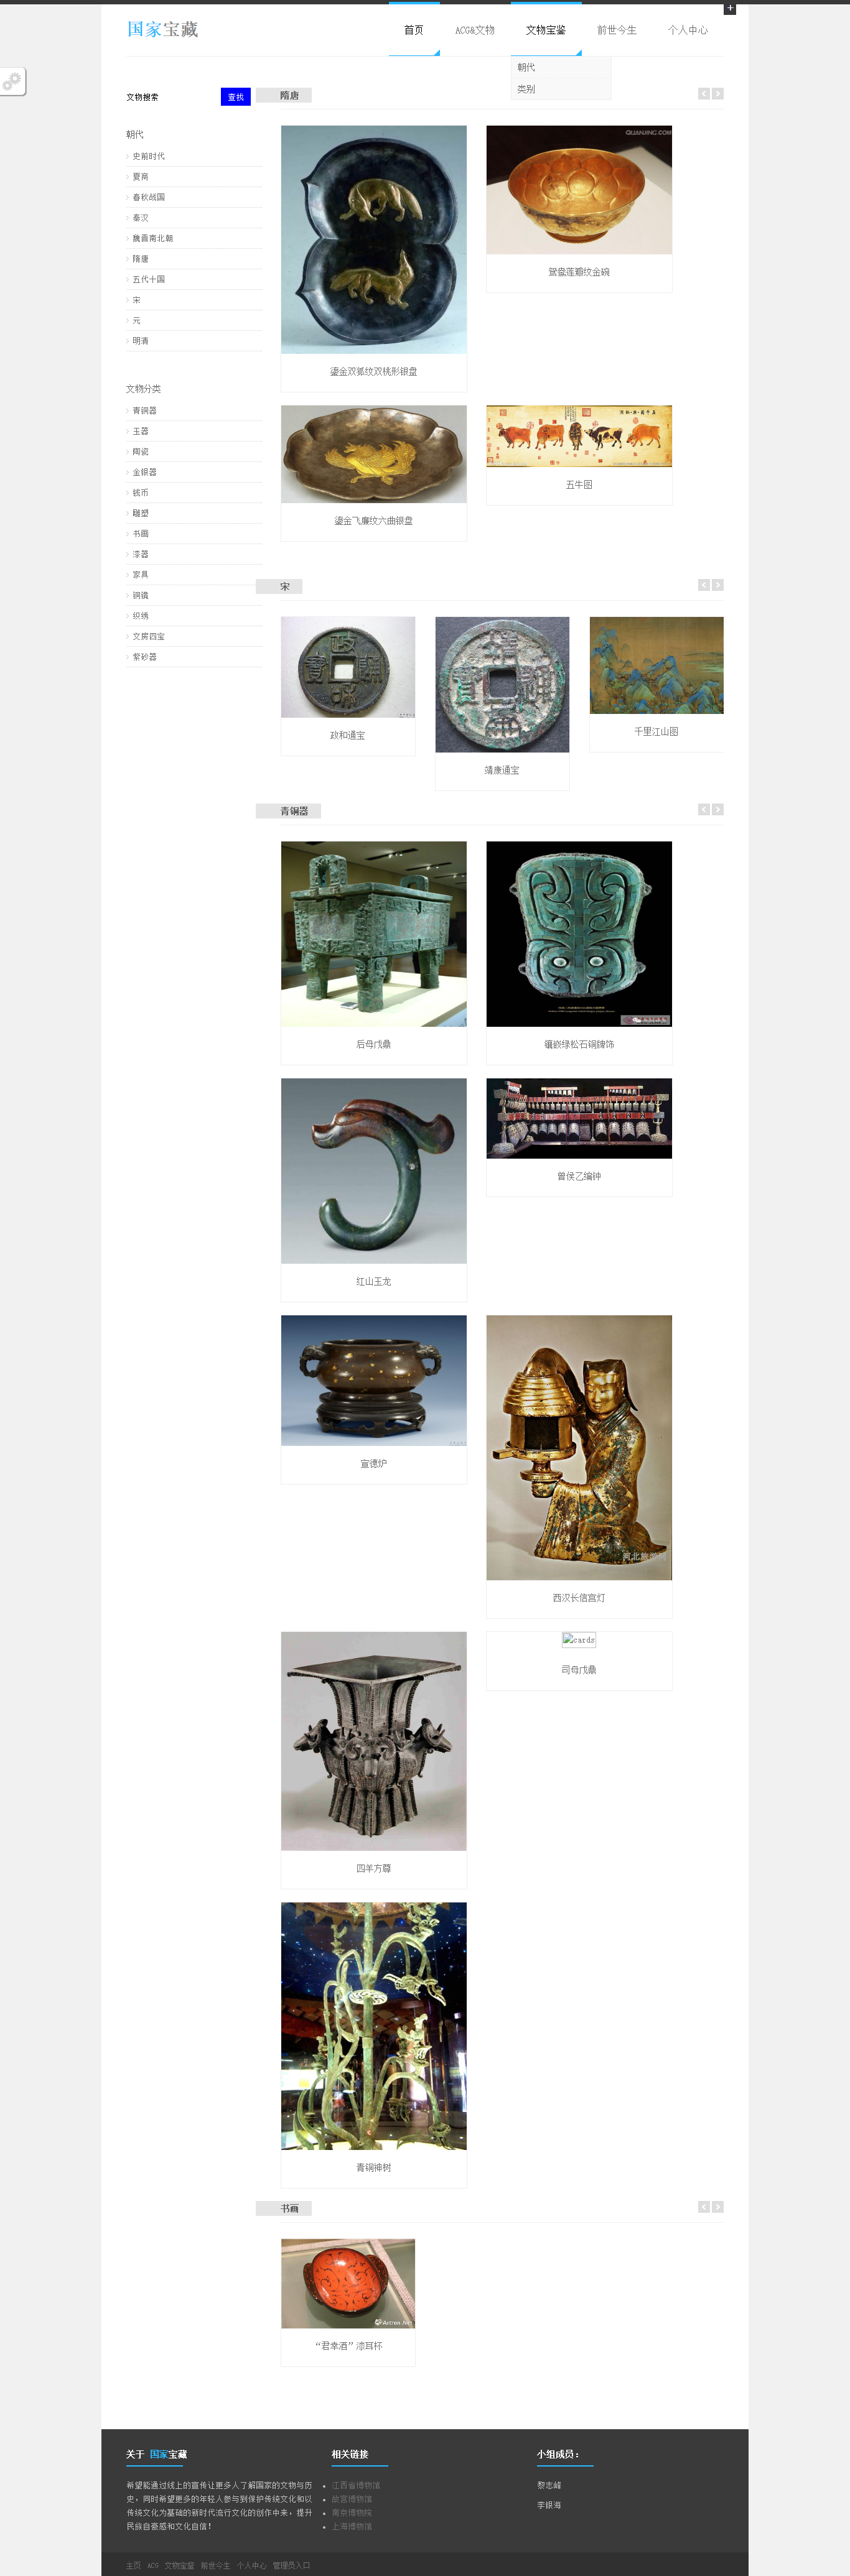 +
国家宝藏
首页 ACG&文物 文物宝鉴 前世今生 个人中心
朝代
类别
文物搜索 查找
朝代
史前时代
夏商
春秋战国
秦汉
魏晋南北朝
隋唐
五代十国
宋
元
明清
文物分类
青铜器
玉器
陶瓷
金银器
钱币
雕塑
书画
漆器
家具
铜镜
织绣
文房四宝
紫砂器
隋唐
QUANJING.COM
鎏金双狐纹双桃形银盘
鸳鸯莲瓣纹金碗
鎏金飞廉纹六曲银盘
五牛图
宋
政和通宝
靖康通宝
千里江山图
青铜器
后母戊鼎
镶嵌绿松石铜牌饰
红山玉龙
曾侯乙编钟
宣德炉
河北旅游网
西汉长信宫灯
四羊方尊
cards
司母戊鼎
青铜神树
书画
“君幸酒”漆耳杯
关于 国家宝藏
希望能通过线上的宣传让更多人了解国家的文物与历
史，同时希望更多的年轻人参与到保护传统文化和以
传统文化为基础的新时代流行文化的创作中来，提升
民族自豪感和文化自信！
相关链接
江西省博物馆
故宫博物馆
南京博物院
上海博物馆
小组成员：
黎志峰
李银海
主页 ACG 文物宝鉴 前世今生 个人中心 管理员入口